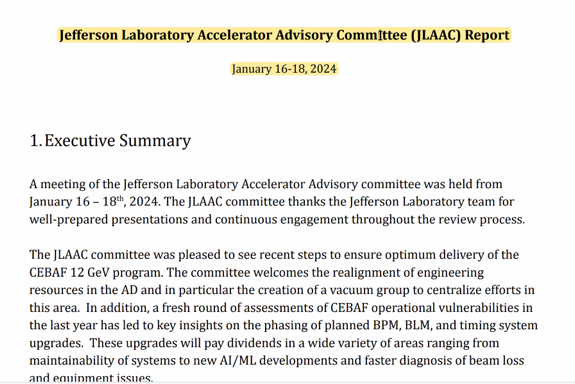 Jefferson Laboratory Accelerator Advisory Committee (JLAAC) Report
January 16-18, 2024
1. Executive Summary
A meeting of the Jefferson Laboratory Accelerator Advisory committee was held from
January 16 – 18th, 2024. The JLAAC committee thanks the Jefferson Laboratory team for
well-prepared presentations and continuous engagement throughout the review process.
The JLAAC committee was pleased to see recent steps to ensure optimum delivery of the
CEBAF 12 GeV program. The committee welcomes the realignment of engineering
resources in the AD and in particular the creation of a vacuum group to centralize efforts in
this area. In addition, a fresh round of assessments of CEBAF operational vulnerabilities in
the last year has led to key insights on the phasing of planned BPM, BLM, and timing system
upgrades. These upgrades will pay dividends in a wide variety of areas ranging from
maintainability of systems to new AI/ML developments and faster diagnosis of beam loss
and equipment issues.